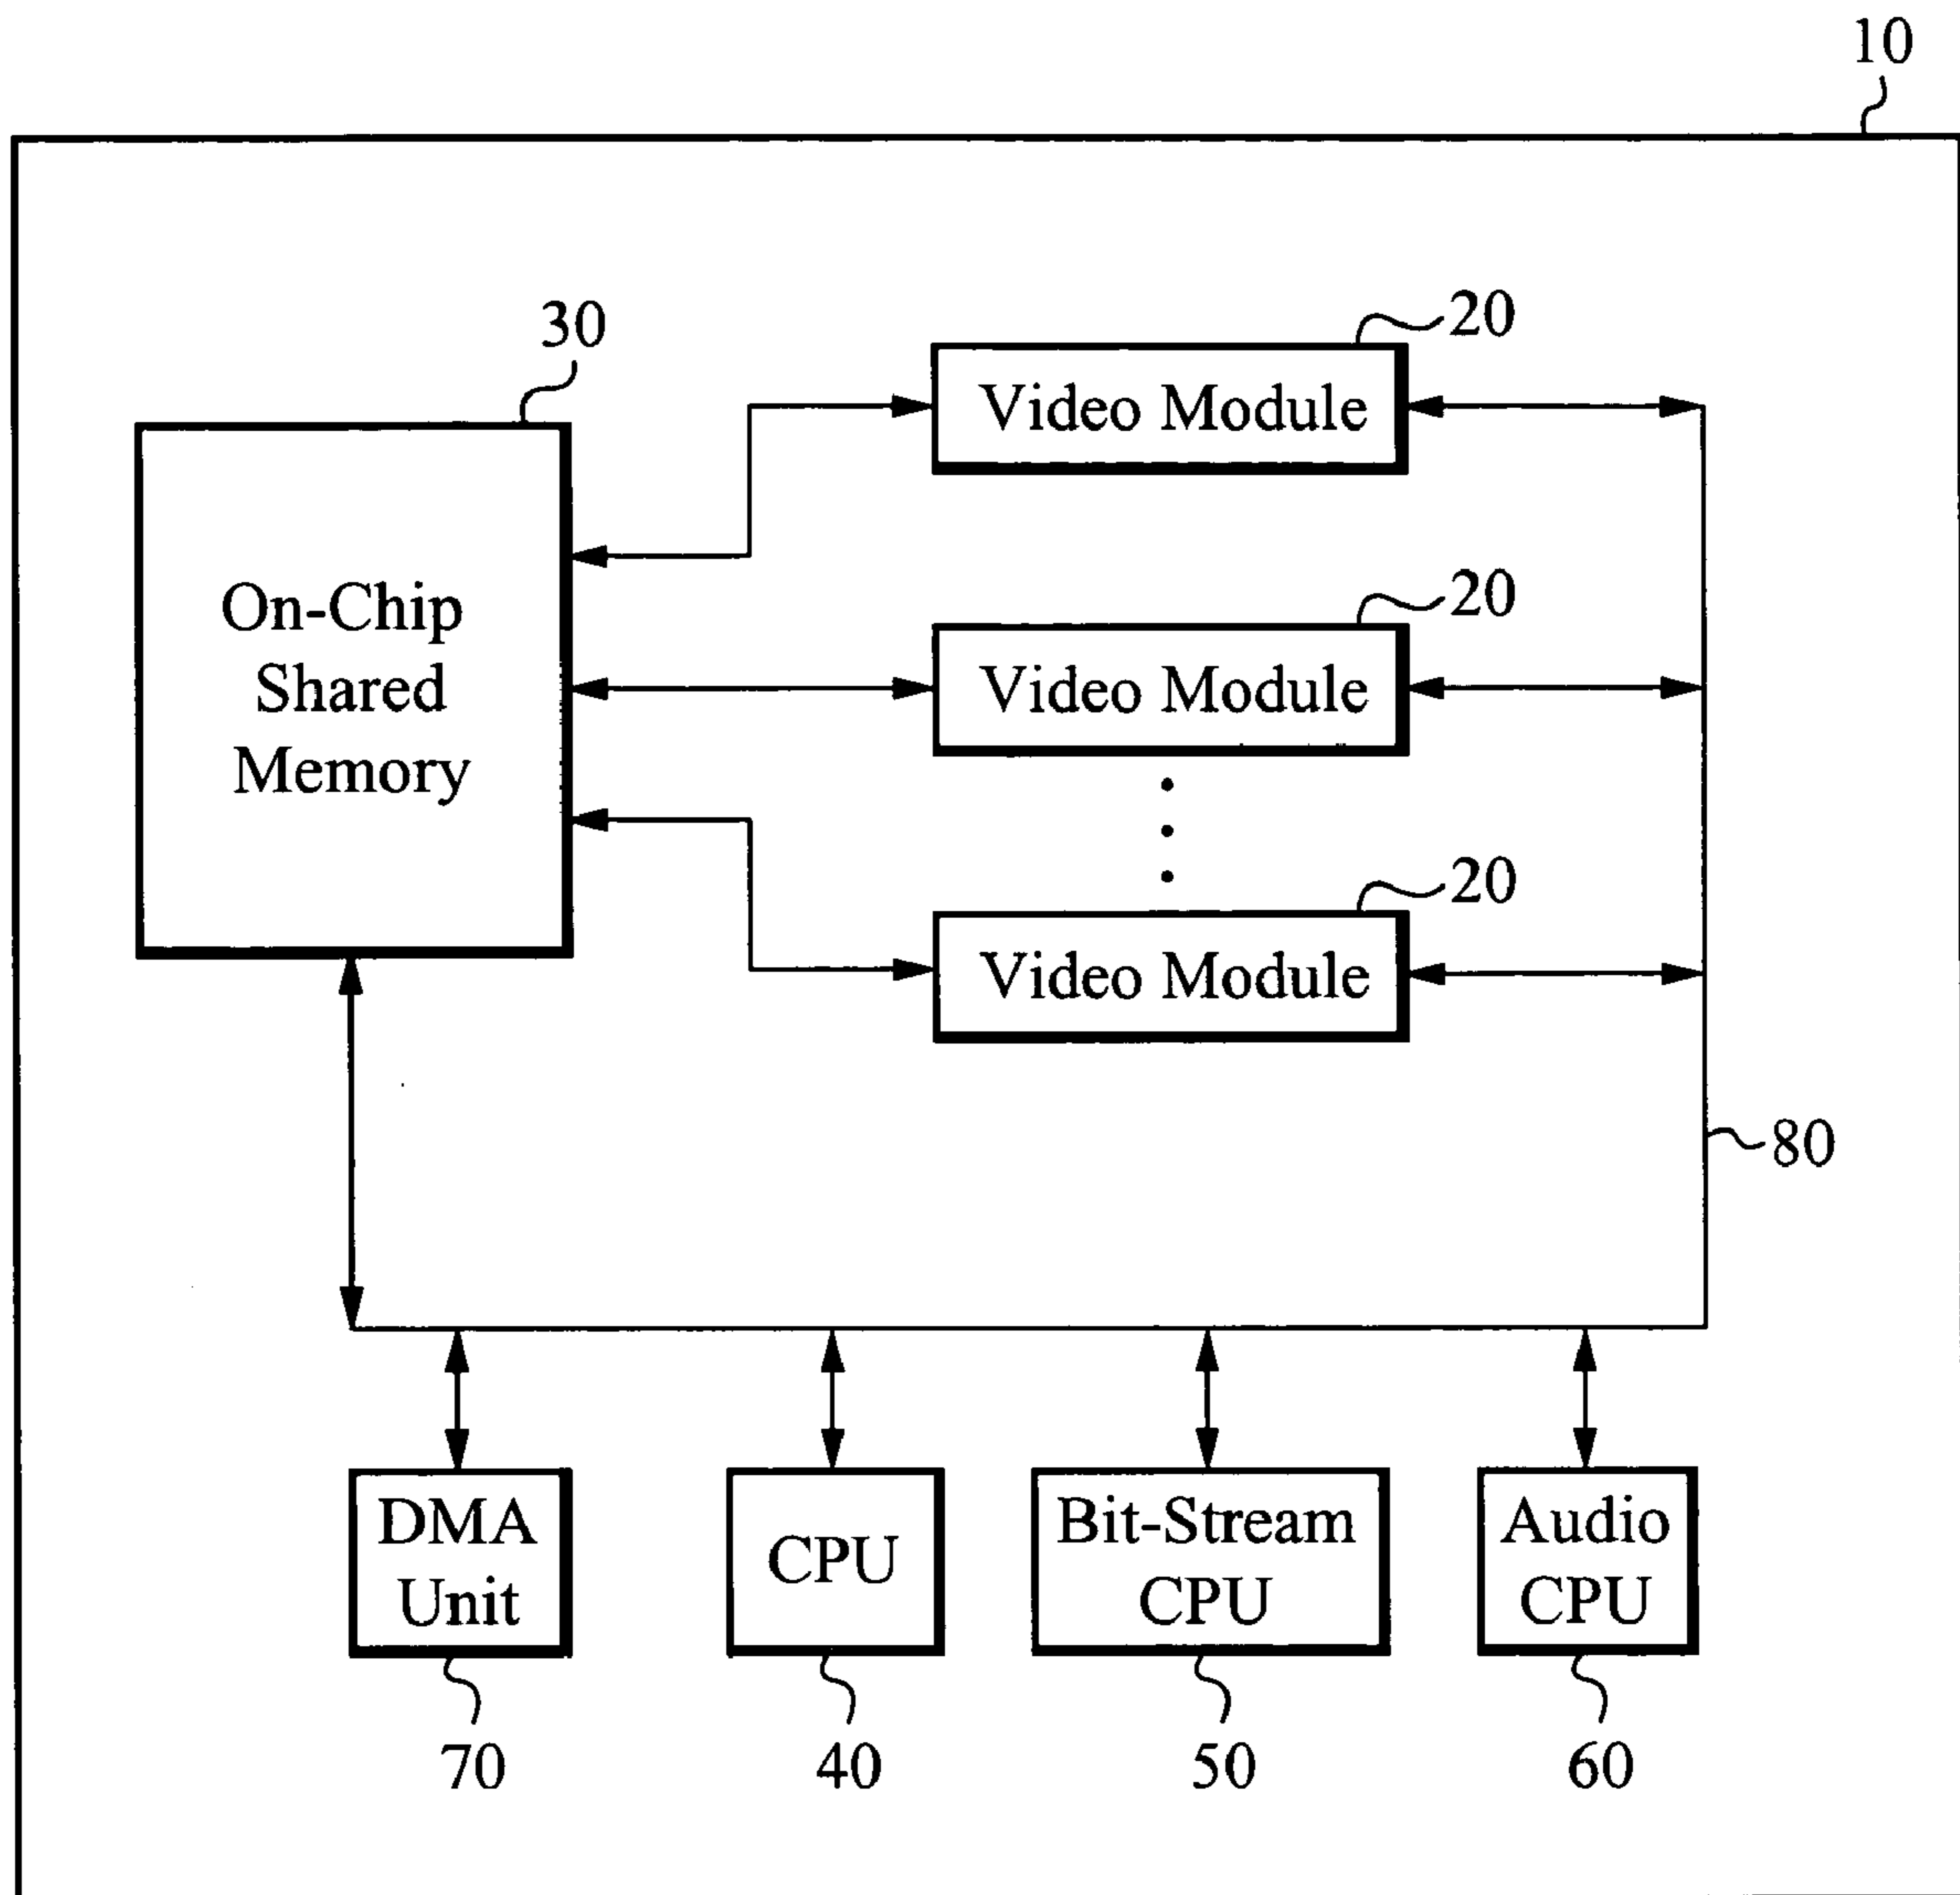 10
30
20
Video Module
20
On-Chip
Shared
Memory
Video Module
20
Video Module
80
DMA
Unit
CPU
Bit-Stream
CPU
Audio
CPU
70
40
50
60